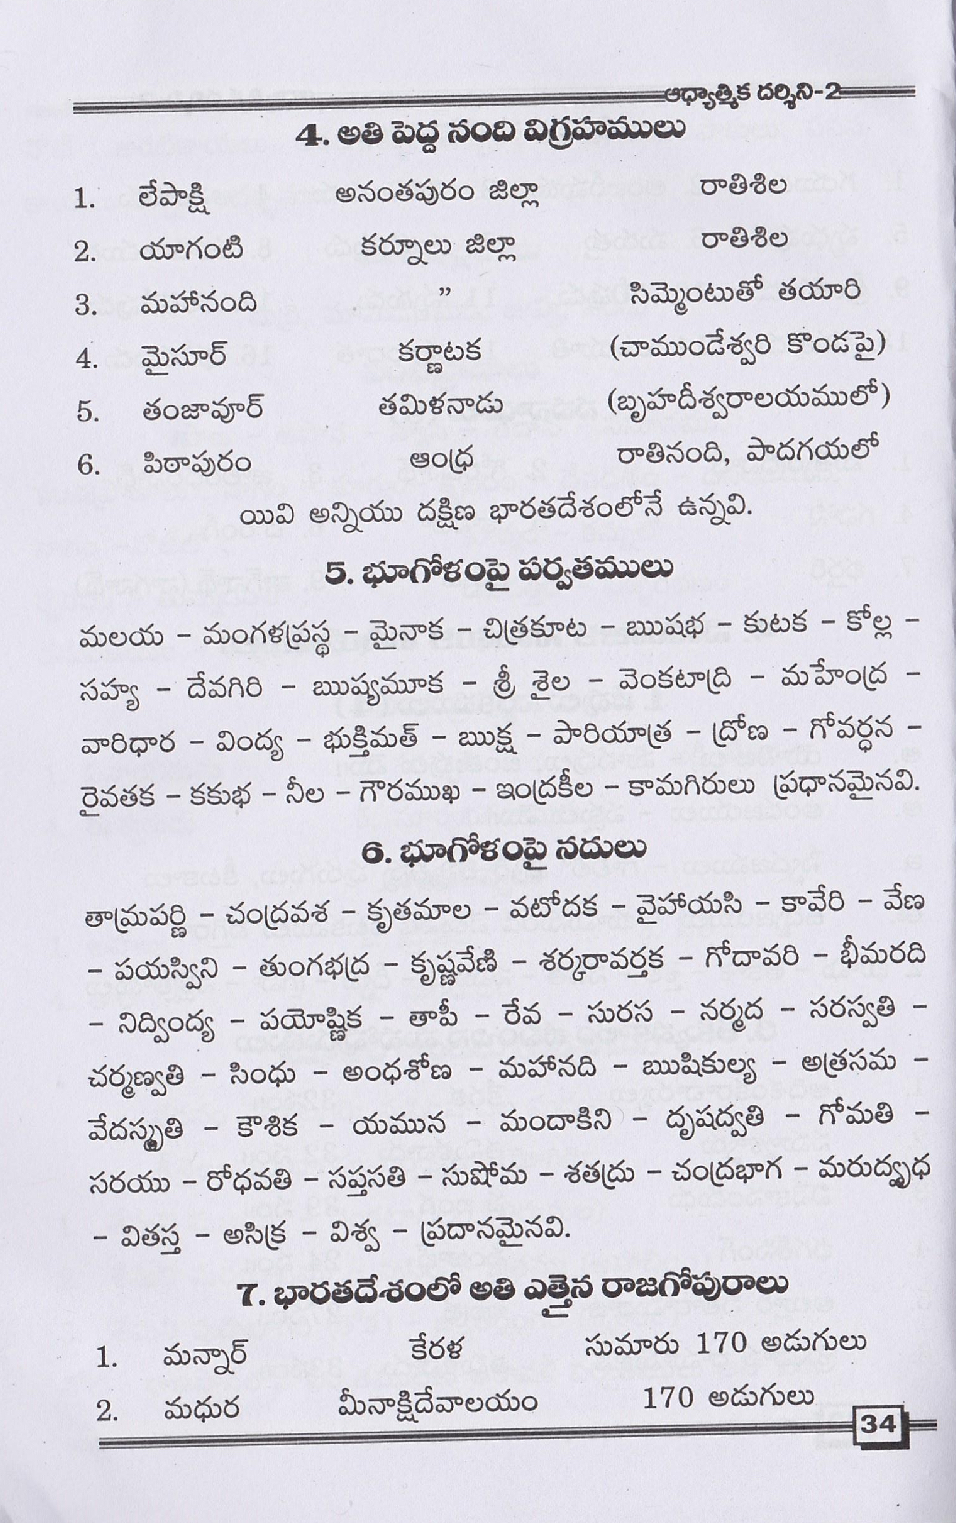 ఆధ్యాత్మిక దర్శిని-2
4. అతి పెద్ద నంది విగ్రహములు
1. లేపాక్షి అనంతపురం జిల్లా రాతిశిల
2. యాగంటి కర్నూలు జిల్లా రాతిశిల
3. మహానంది ” సిమ్మెంటుతో తయారి
4. మైసూర్ కర్ణాటక (చాముండేశ్వరి కొండపై)
5. తంజావూర్ తమిళనాడు (బృహదీశ్వరాలయములో)
6. పిఠాపురం ఆంధ్ర రాతినంది, పాదగయలో
యివి అన్నియు దక్షిణ భారతదేశంలోనే ఉన్నవి.
5. భూగోళంపై పర్వతములు
మలయ - మంగళప్రస్థ - మైనాక - చిత్రకూట - ఋషభ - కుటక - కోల్ల -
సహ్య - దేవగిరి - ఋష్యమూక - శ్రీ శైల - వెంకటాద్రి - మహేంద్ర -
వారిధార - వింద్య - భుక్తిమత్ - ఋక్ష - పారియాత్ర - ద్రోణ - గోవర్ధన -
రైవతక - కకుభ - నీల - గౌరముఖ - ఇంద్రకీల - కామగిరులు ప్రధానమైనవి.
6. భూగోళంపై నదులు
తామ్రపర్ణి - చంద్రవశ - కృతమాల - వటోదక - వైహాయసి - కావేరి - వేణ
- పయస్విని - తుంగభద్ర - కృష్ణవేణి - శర్కరావర్తక - గోదావరి - భీమరది
- నిద్వింద్య - పయోష్ణిక - తాపీ - రేవ - సురస - నర్మద - సరస్వతి -
చర్మణ్వతి - సింధు - అంధశోణ - మహానది - ఋషికుల్య - అత్రసమ -
వేదస్మృతి - కౌశిక - యమున - మందాకిని - దృషద్వతి - గోమతి -
సరయు - రోధవతి - సప్తసతి - సుషోమ - శతద్రు - చంద్రభాగ - మరుద్వృధ
- వితస్త - అసిక్ర - విశ్వ - ప్రదానమైనవి.
7. భారతదేశంలో అతి ఎత్తైన రాజగోపురాలు
1. మన్నార్ కేరళ సుమారు 170 అడుగులు
2. మధుర మీనాక్షిదేవాలయం 170 అడుగులు
34